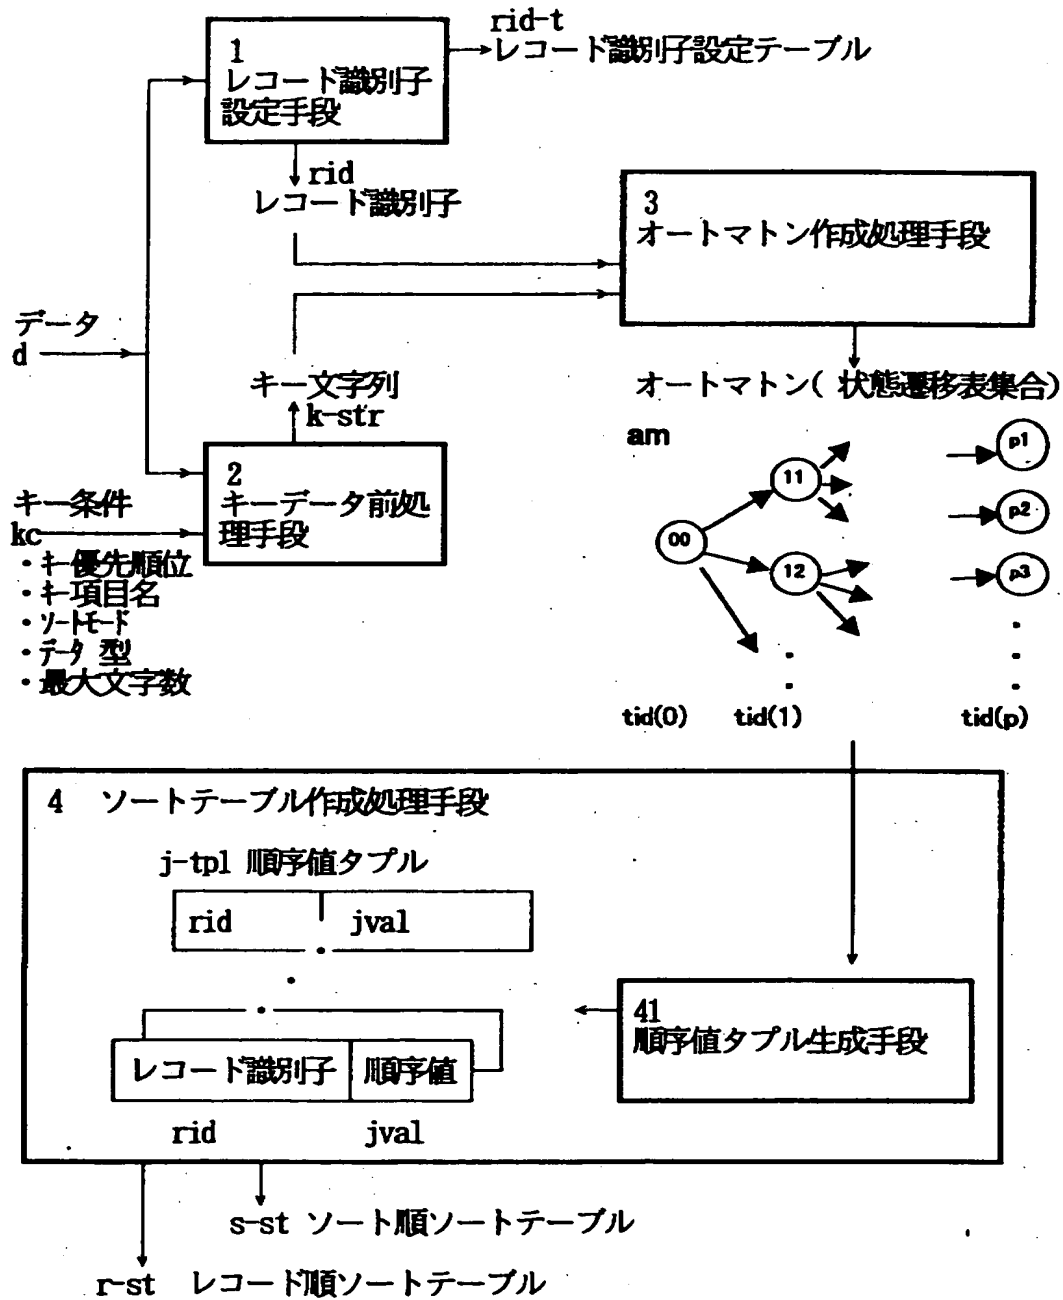 rid-t
レコード識別子設定テーブル
1
レコード識別子
設定手段
rid
レコード識別子
3
オートマトン作成処理手段
データ
d
キー文字列
k-str
オートマトン( 状態遷移表集合)
am
2
キーデータ前処
理手段
キー条件
kc
・キー優先順位
・キー項目名
・ソートモード
・データ 型
・最大文字数
00
11
12
p1
p2
p3
tid(0)
tid(1)
tid(p)
4 ソートテーブル作成処理手段
j-tpl 順序値タプル
rid
jval
41
順序値タプル生成手段
レコード識別子
順序値
rid
jval
s-st ソート順ソートテーブル
r-st レコード順ソートテーブル